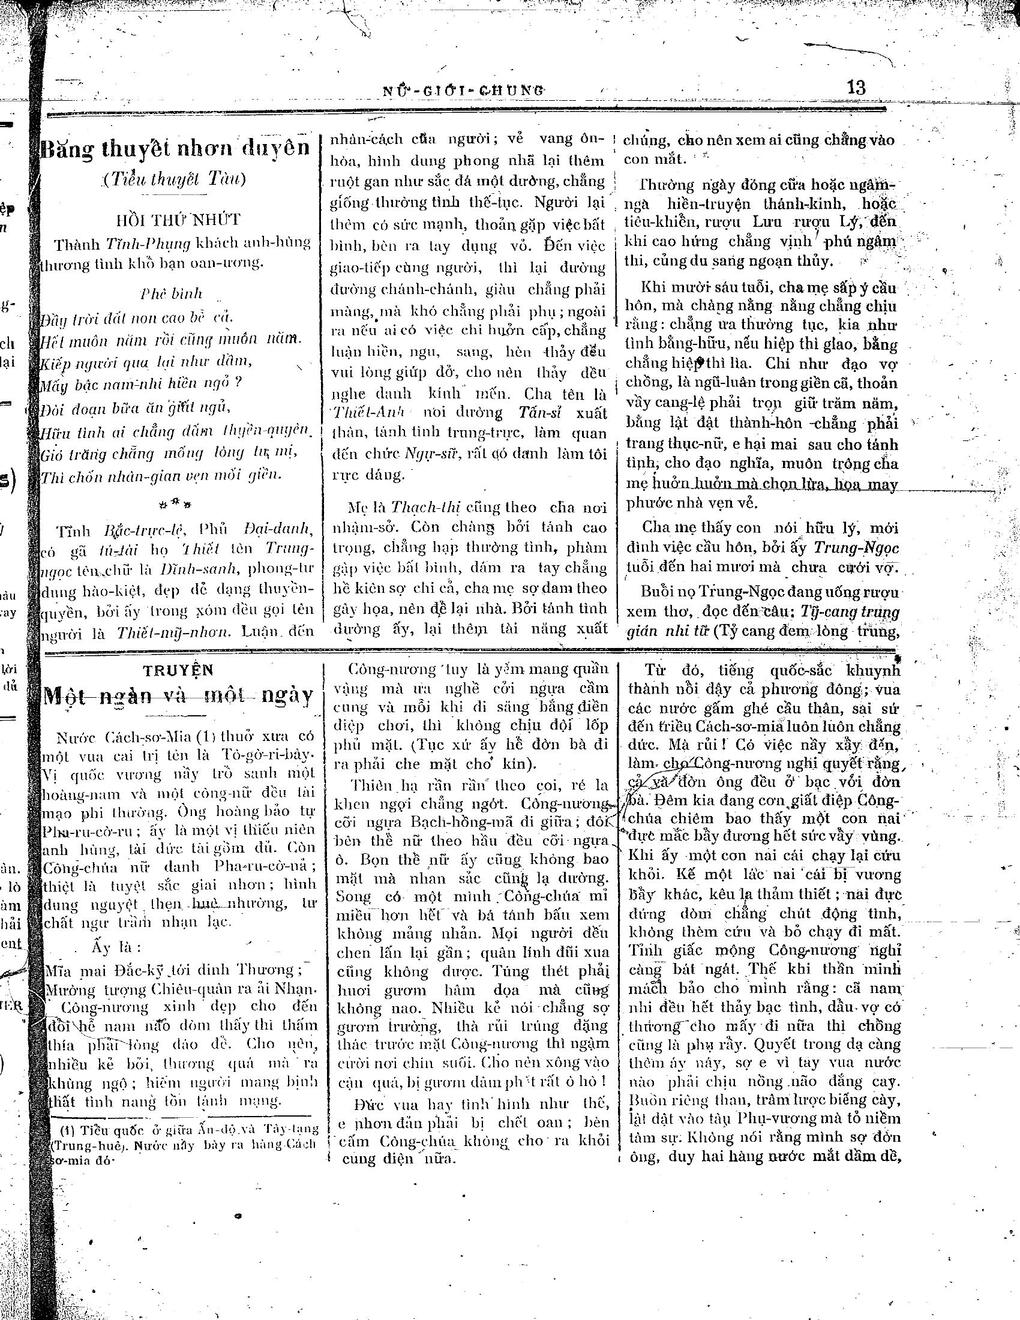 NỮ-GIỚI-CHUNG
13
Băng thuyết nhơn duyên
(Tiểu thuyết Tàu)
HỒI THỨ NHỨT
Thành Tĩnh-Phụng khách anh-hùng
thương tình khổ bạn oan-ương.
Phê bình
Đầy trời đất non cao bể cả.
Hết muôn năm rồi cũng muôn năm.
Kiếp người qua lại như dầm,
Mấy bậc nam-nhi hiền ngỏ ?
Đòi đoạn bữa ăn giất ngủ,
Hữu tình ai chẳng dấm thuyền-quyên.
Gió trăng chẳng mống lòng tư mị,
Thì chốn nhân-gian vẹn mối giền.
***
Tỉnh Bắc-trực-lệ, Phủ Đại-danh,
có gã tú-tài họ Thiết tên Trung-
ngọc tên chữ là Dĩnh-sanh, phong-tư
dung hào-kiệt, đẹp đẽ dạng thuyền-
quyền, bởi ấy trong xóm đều gọi tên
người là Thiết-mỹ-nhơn. Luận đến
nhân-cách của người ; vẻ vang ôn-
hòa, hình dung phong nhã lại thêm
ruột gan như sắc đá một dường, chẳng
giống thường tình thế-tục. Người lại
thêm có sức mạnh, thoản gặp việc bất
bình, bèn ra tay dụng võ. Đến việc
giao-tiếp cùng người, thì lại đường
đường chánh-chánh, giàu chẳng phải
màng, mà khó chẳng phải phụ ; ngoài
ra nếu ai có việc chi huởn cấp, chẳng
luận hiền, ngu, sang, hèn thảy đều
vui lòng giúp dở, cho nên thảy đều
nghe danh kính mến. Cha tên là
Thiết-Anh nòi dường Tấn-sĩ xuất
thân, tánh tình trung-trực, làm quan
đến chức Ngự-sử, rất có danh làm tôi
rực dáng.
Mẹ là Thạch-thị cũng theo cha nơi
nhậm-sở. Còn chàng bởi tánh cao
trọng, chẳng hạp thường tình, phàm
gặp việc bất bình, dám ra tay chẳng
hề kiên sợ chi cả, cha mẹ sợ đam theo
gây họa, nên để lại nhà. Bởi tánh tình
dường ấy, lại thêm tài năng xuất
chúng, cho nên xem ai cũng chẳng vào
con mắt.
Thường ngày đóng cửa hoặc ngâm-
ngà hiền-truyện thánh-kinh, hoặc
tiêu-khiển, rượu Lưu rượu Lý, đến
khi cao hứng chẳng vịnh phú ngâm
thi, cũng du sang ngoạn thủy.
Khi mười sáu tuổi, cha mẹ sấp ý cầu
hôn, mà chàng nằng nằng chẳng chịu
rằng : chẳng ưa thường tục, kìa như
tình bằng-hữu, nếu hiệp thì giao, bằng
chẳng hiệp thì lìa. Chí như đạo vợ
chồng, là ngũ-luân trong giền cã, thoản
vầy cang-lệ phải trọn giữ trăm năm,
bằng lật đật thành-hôn chẳng phải
trang thục-nữ, e hại mai sau cho tánh
tình, cho đạo nghĩa, muôn trông cha
mẹ huởn huởn mà chọn lừa, họa may
phước nhà vẹn vẻ.
Cha mẹ thấy con nói hữu lý, mới
đình việc cầu hôn, bởi ấy Trung-Ngọc
tuổi đến hai mươi mà chưa cưới vợ.
Buổi nọ Trung-Ngọc đang uống rượu
xem thơ, đọc đến câu ; Tỷ-cang trung
gián nhi tử (Tỷ cang đem lòng trung,
TRUYỆN
Một ngàn và một ngày
Nước Cách-sơ-Mia (1) thuở xưa có
một vua cai trị tên là Tô-gờ-ri-bây.
Vị quốc vương nầy trổ sanh một
hoàng-nam và một công-nữ đều tài
mạo phi thường. Ông hoàng bảo tự
Pha-ru-cờ-ru ; ấy là một vị thiếu niên
anh hùng, tài đức tài gồm đủ. Còn
Công-chúa nữ danh Pha-ru-cờ-nả ;
thiệt là tuyệt sắc giai nhơn ; hình
dung nguyệt thẹn huê nhường, tư
chất ngư trầm nhạn lạc.
Ấy là :
Mĩa mai Đắc-kỷ tới dinh Thương ;
Mường tượng Chiêu-quân ra ải Nhạn.
Công-nương xinh đẹp cho đến
đỗi hễ nam nào dòm thấy thì thấm
thía phải lòng dáo dề. Cho nên,
nhiều kẻ bởi thương quá mà ra
khùng ngộ ; hiếm người mang bịnh
thất tình nang tổn tánh mạng.
(1) Tiểu quốc ở giữa Ấn-độ và Tây-tạng
(Trung-huê). Nước nầy bày ra hàng Cách
sơ-mia đó.
Công-nương tuy là yếm mang quần
vậng mà ưa nghề cỡi ngựa cầm
cung và mỗi khi đi săng bắng điền
diệp chơi, thì không chịu đội lốp
phủ mặt. (Tục xứ ấy hễ đờn bà đi
ra phải che mặt cho kín).
Thiên hạ rần rần theo coi, ré la
khen ngợi chẳng ngớt. Công-nương
cỡi ngựa Bạch-hồng-mã đi giữa ; đôi
bên thế nữ theo hầu đều cỡi ngựa
ô. Bọn thế nữ ấy cũng không bao
mặt mà nhan sắc cũng lạ dường.
Song có một mình Công-chúa mỉ
miều hơn hết và bá tánh bấu xem
không mảng nhãn. Mọi người đều
chen lấn lại gần ; quân lính đũi xua
cũng không được. Túng thét phải
huơi gươm hâm dọa mà cũng
không nao. Nhiều kẻ nói chẳng sợ
gươm trường, thà rủi trúng dặng
thác trước mặt Công-nương thì ngậm
cười nơi chín suối. Cho nên xông vào
cận quá, bị gươm đâm phút rất ô hô !
Đức vua hay tình hình như thế,
e phơn dân phải bị chết oan ; bèn
cấm Công-chúa không cho ra khỏi
cung điện nữa.
Từ đó, tiếng quốc-sắc khuynh
thành nổi dậy cả phương đông ; vua
các nước gấm ghé cầu thân, sai sứ
đến triều Cách-sơ-mia luôn luôn chẳng
dức. Mà rủi ! Có việc nầy xảy đến,
làm cho Công-nương nghi quyết rằng
cả và đờn ông đều ở bạc với đờn
bà. Đêm kia đang con giất điệp Công-
chúa chiêm bao thấy một con nai
đực mắc bẫy đương hết sức vẫy vùng.
Khi ấy một con nai cái chạy lại cứu
khỏi. Kế một lác nai cái bị vương
bẫy khác, kêu la thảm thiết ; nai đực
đứng dòm chẳng chút động tình,
không thèm cứu và bỏ chạy đi mất.
Tỉnh giấc mộng Công-nương nghĩ
càng bát ngát. Thế khi thần minh
mách bảo cho mình rằng : cã nam
nhi đều hết thảy bạc tình, dẫu vợ có
thương cho mấy đi nữa thì chồng
cũng là phụ rẫy. Quyết trong dạ càng
thêm áy náy, sợ e vì tay vua nước
nào phải chịu nồng não đắng cay.
Buồn riêng than, trâm lược biếng cày,
lật đật vào tâu Phụ-vương mà tỏ niềm
tâm sự. Không nói rằng mình sợ đờn
ông, duy hai hàng nước mắt dầm dề,